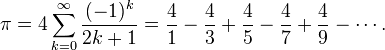 π = 4 ∑_{k=0}^{∞} (-1)^k / (2k+1) = 4/1 − 4/3 + 4/5 − 4/7 + 4/9 − ⋯.